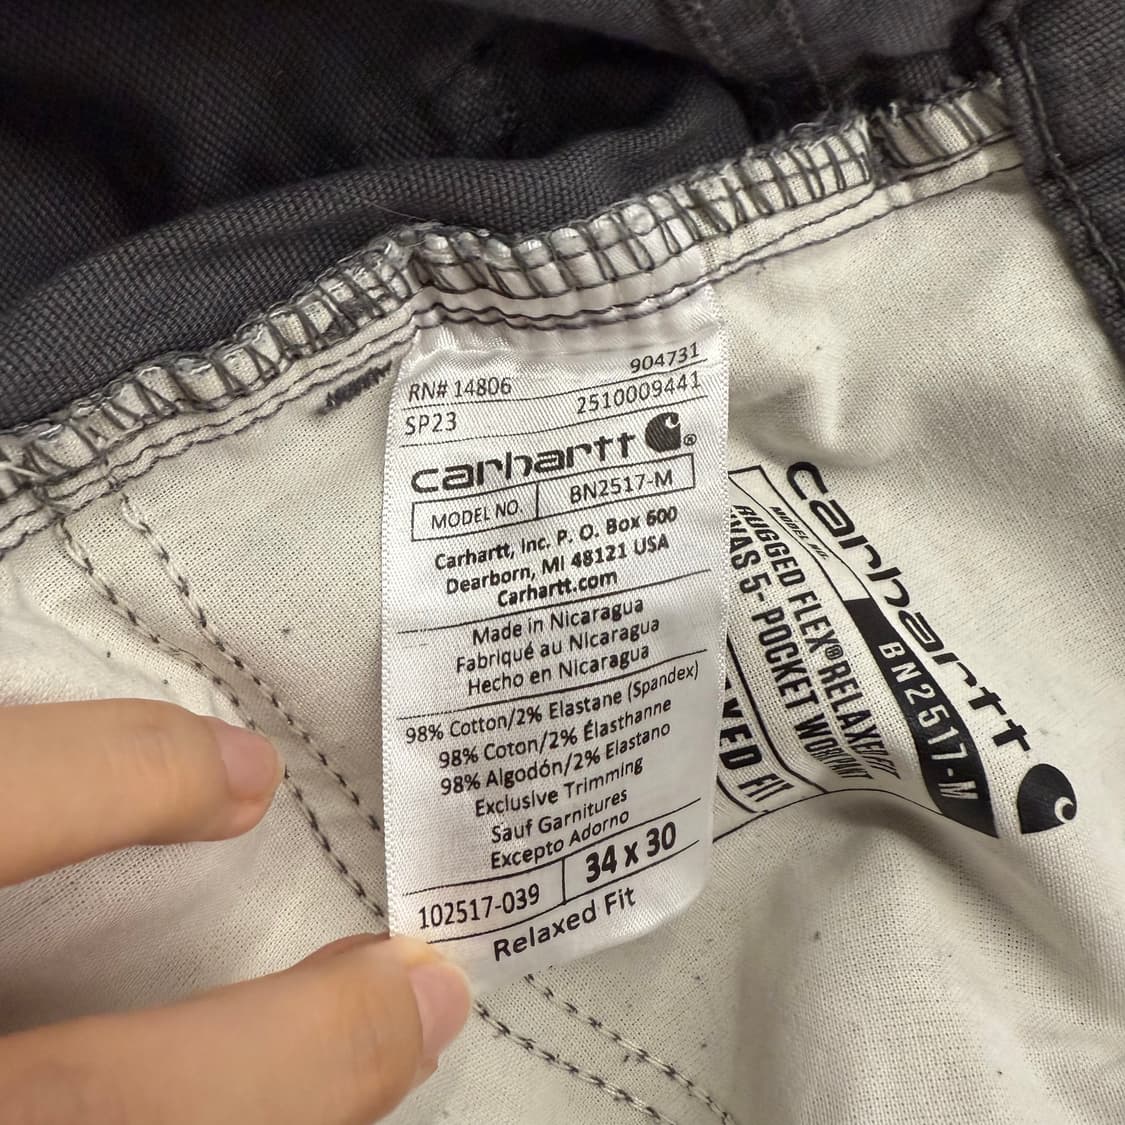 RN# 14806 904731
SP23 2510009441
carhartt ®
MODEL NO. BN2517-M
Carhartt, Inc. P. O. Box 600
Dearborn, MI 48121 USA
Carhartt.com
Made in Nicaragua
Fabriqué au Nicaragua
Hecho en Nicaragua
98% Cotton/2% Elastane (Spandex)
98% Coton/2% Élasthanne
98% Algodón/2% Elastano
Exclusive Trimming
Sauf Garnitures
Excepto Adorno
102517-039 34 x 30
Relaxed Fit
carhartt
MODEL NO. BN2517-M
RUGGED FLEX® RELAXED FIT
5-POCKET WORK PANT
FIT